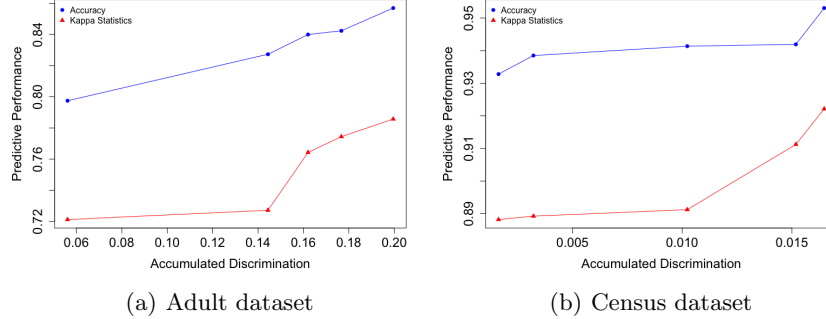 Accuracy
Kappa Statistics
Predictive Performance
0.72 0.76 0.80 0.84
0.06 0.08 0.10 0.12 0.14 0.16 0.18 0.20
Accumulated Discrimination
(a) Adult dataset
Accuracy
Kappa Statistics
Predictive Performance
0.89 0.91 0.93 0.95
0.005 0.010 0.015
Accumulated Discrimination
(b) Census dataset